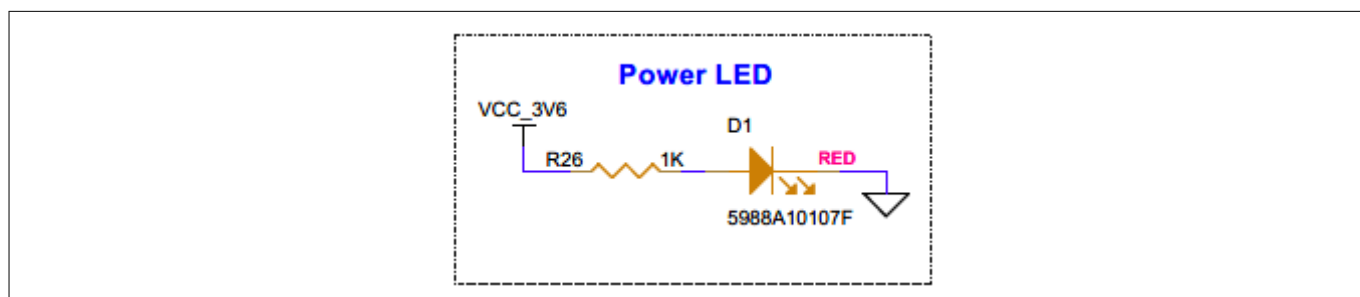 Power LED
VCC_3V6
D1
R26 1K RED
5988A10107F